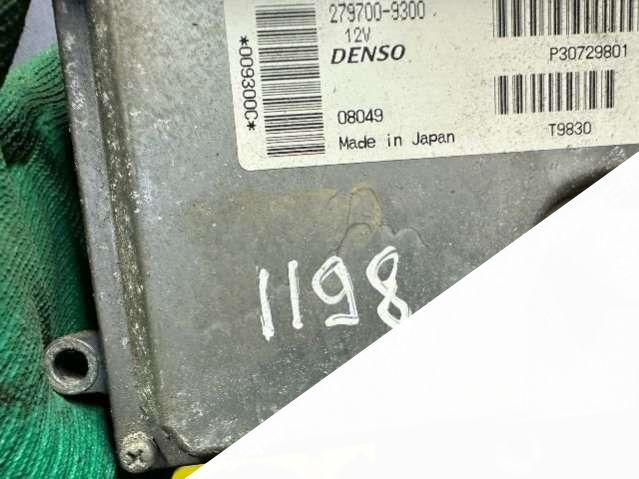 279700-9300
12V
DENSO
*009300C*
P30729801
08049
Made in Japan
T9830
1198